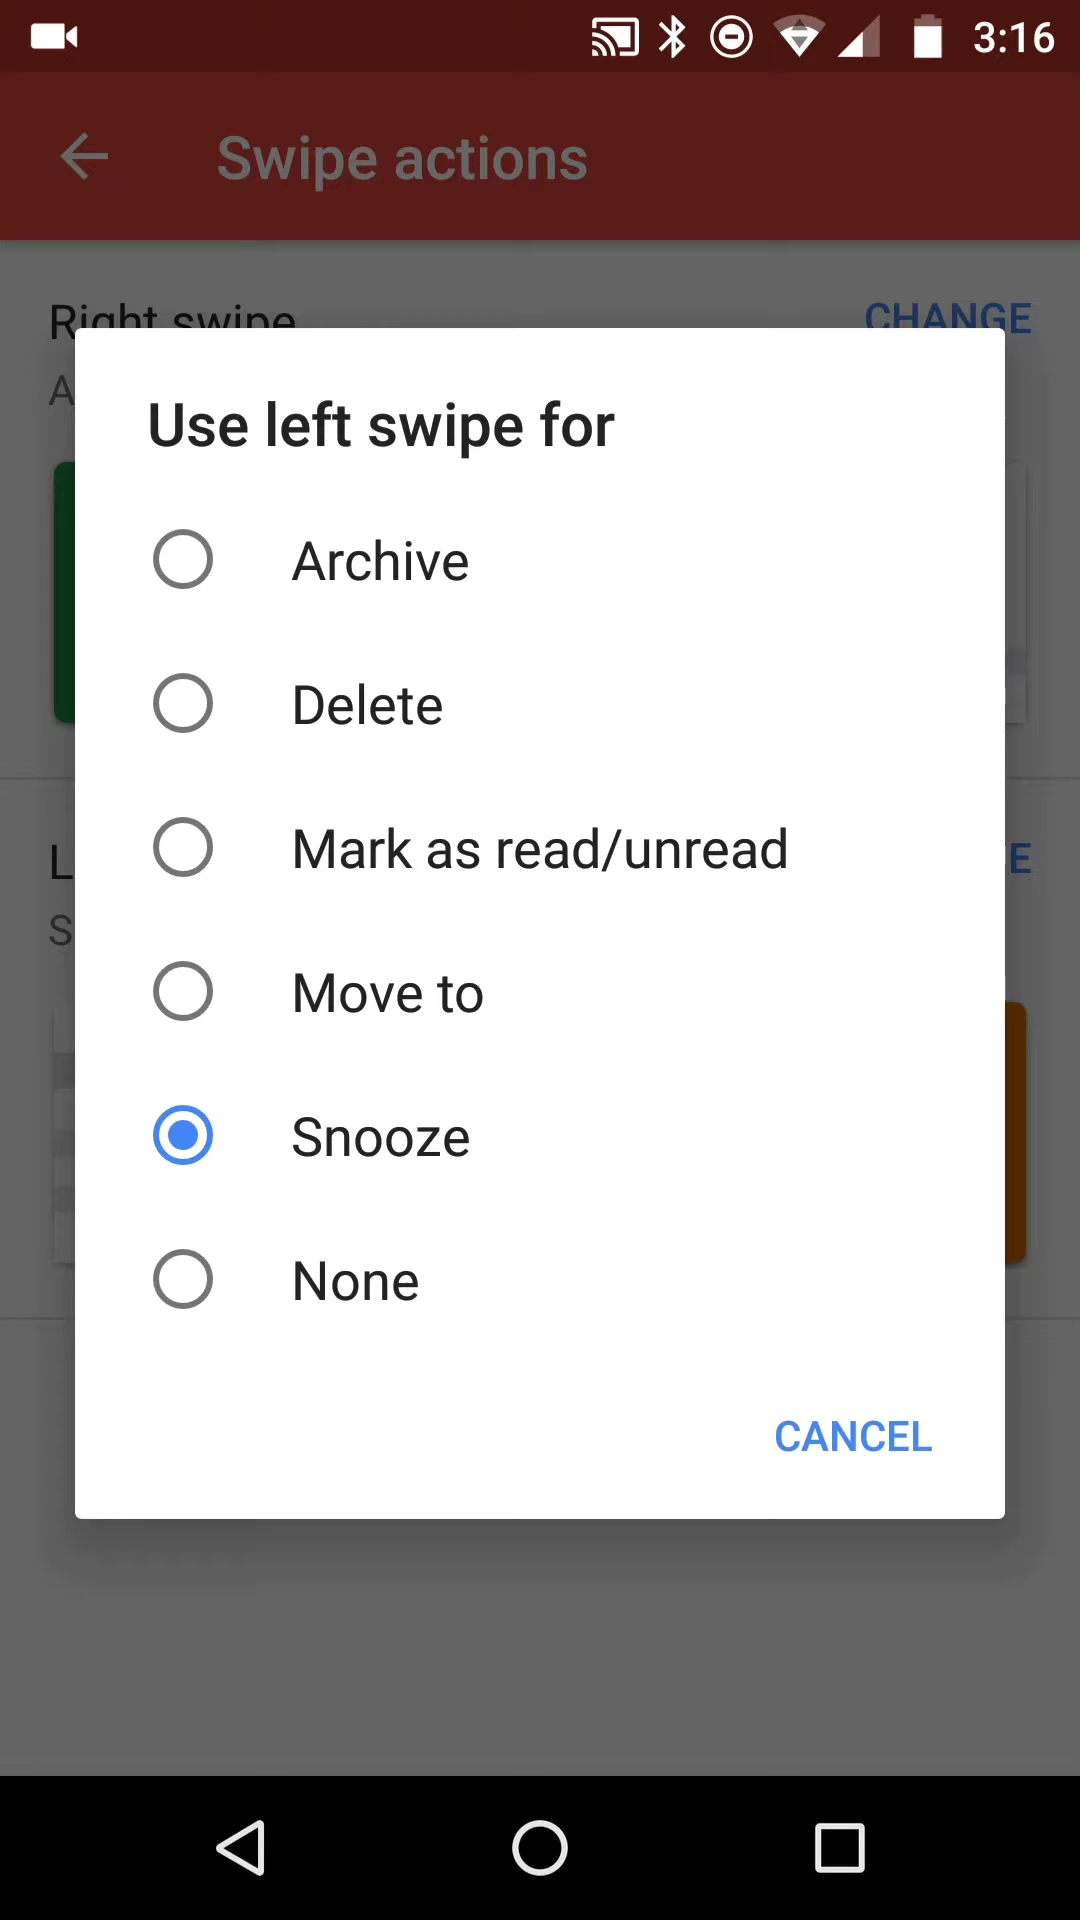 3:16
Swipe actions
Right swipe CHANGE
A
Use left swipe for
Archive
Delete
Mark as read/unread
L E
S
Move to
Snooze
None
CANCEL